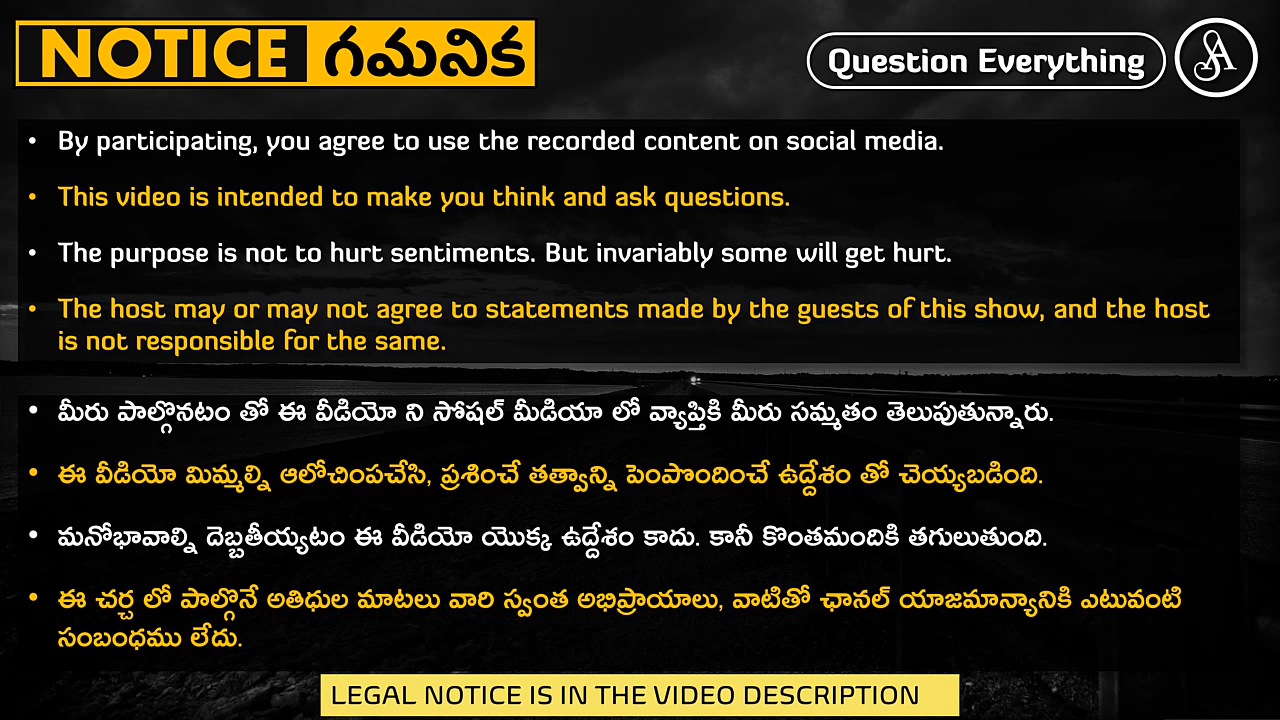 NOTICE గమనిక
Question Everything
• By participating, you agree to use the recorded content on social media.
• This video is intended to make you think and ask questions.
• The purpose is not to hurt sentiments. But invariably some will get hurt.
• The host may or may not agree to statements made by the guests of this show, and the host
is not responsible for the same.
• మీరు పాల్గొనటం తో ఈ వీడియో ని సోషల్ మీడియా లో వ్యాప్తికి మీరు సమ్మతం తెలుపుతున్నారు.
• ఈ వీడియో మిమ్మల్ని ఆలోచింపచేసి, ప్రశించే తత్వాన్ని పెంపొందించే ఉద్దేశం తో చెయ్యబడింది.
• మనోభావాల్ని దెబ్బతీయ్యటం ఈ వీడియో యొక్క ఉద్దేశం కాదు. కానీ కొంతమందికి తగులుతుంది.
• ఈ చర్చ లో పాల్గొనే అతిధుల మాటలు వారి స్వంత అభిప్రాయాలు, వాటితో ఛానల్ యాజమాన్యానికి ఎటువంటి
సంబంధము లేదు.
LEGAL NOTICE IS IN THE VIDEO DESCRIPTION